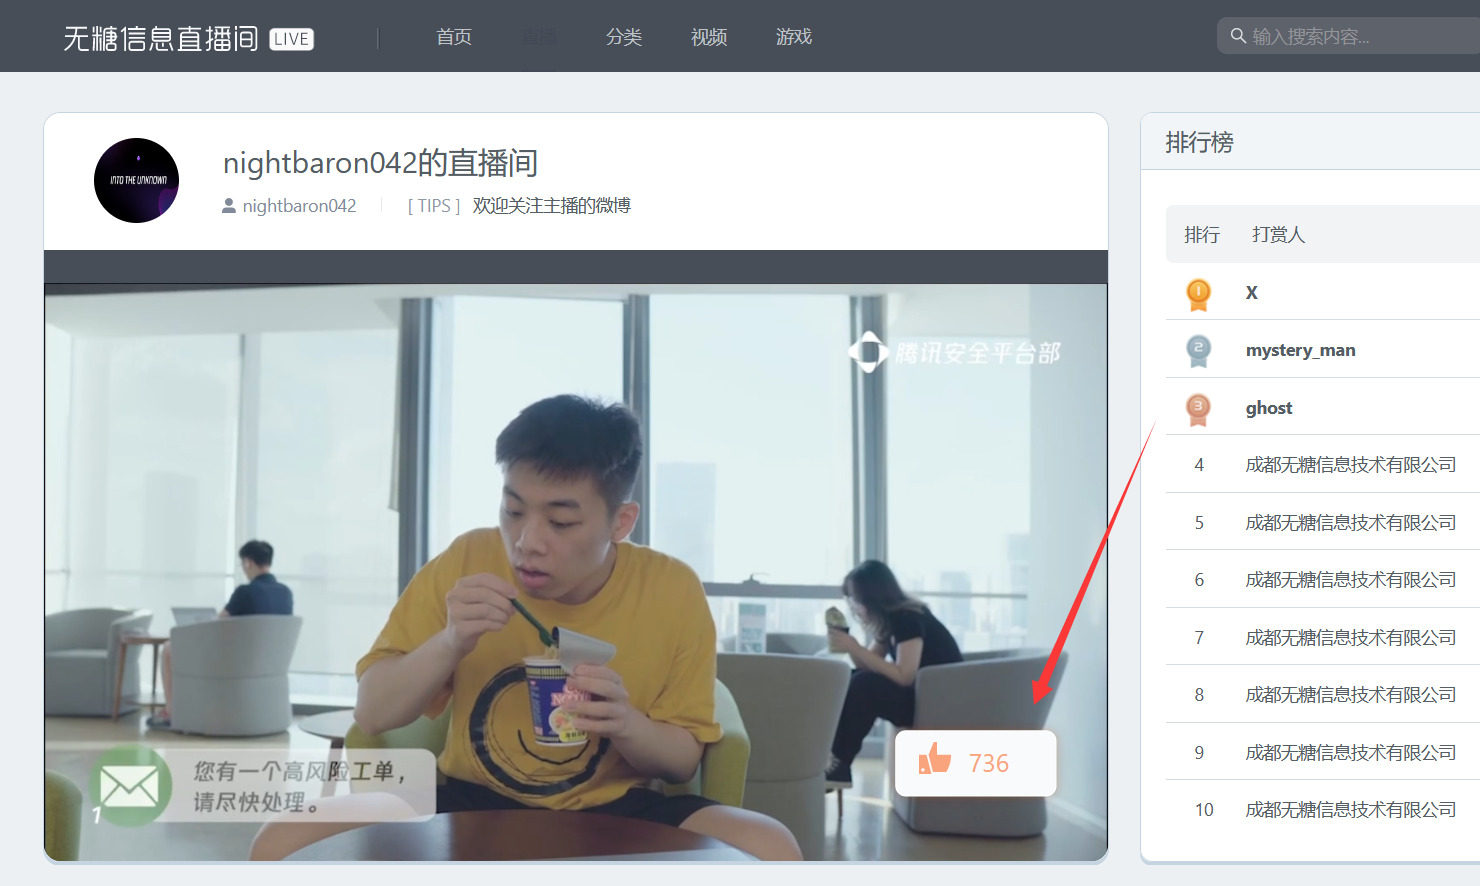 无糖信息直播间 LIVE
首页
分类
视频
游戏
输入搜索内容...
INTO THE UNKNOWN
nightbaron042的直播间
nightbaron042
[ TIPS ] 欢迎关注主播的微博
腾讯安全平台部
您有一个高风险工单，
请尽快处理。
1
736
排行榜
排行 打赏人
1 X
2 mystery_man
3 ghost
4 成都无糖信息技术有限公司
5 成都无糖信息技术有限公司
6 成都无糖信息技术有限公司
7 成都无糖信息技术有限公司
8 成都无糖信息技术有限公司
9 成都无糖信息技术有限公司
10 成都无糖信息技术有限公司